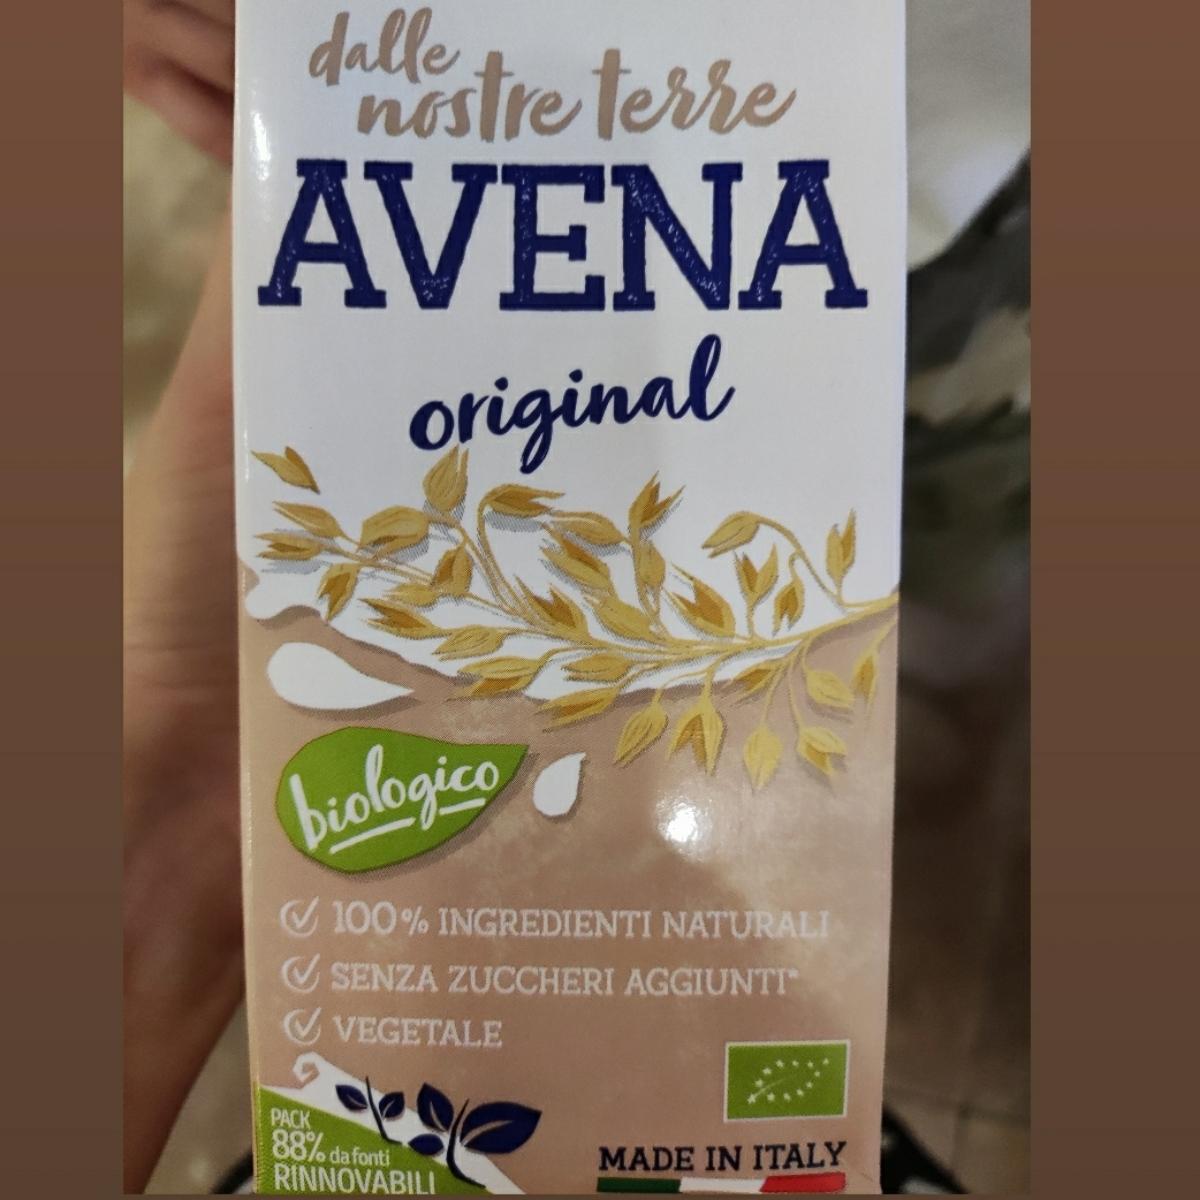 dalle
nostre terre
AVENA
original
biologico
100% INGREDIENTI NATURALI
SENZA ZUCCHERI AGGIUNTI*
VEGETALE
PACK
88% da fonti
RINNOVABILI
MADE IN ITALY